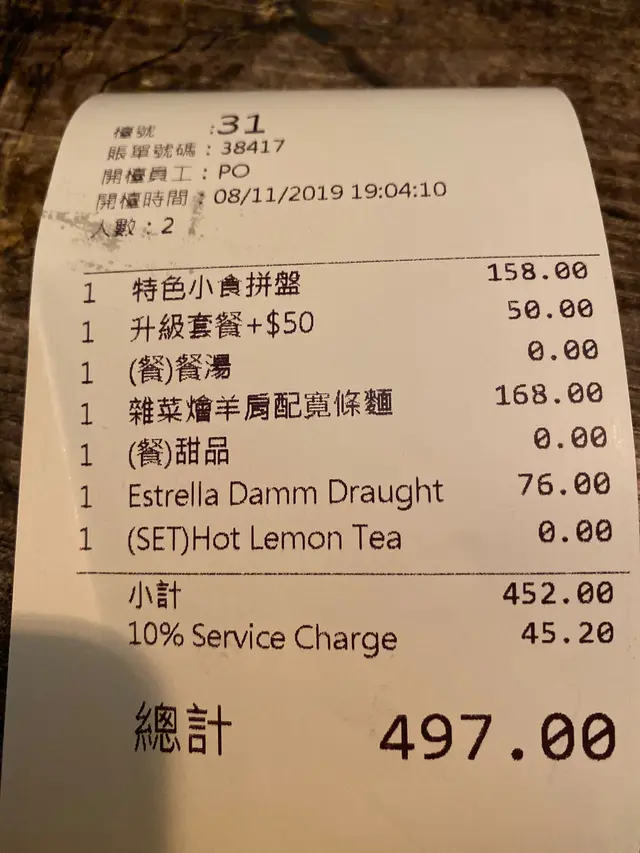 檯號 :31
賬單號碼 : 38417
開檯員工 : PO
開檯時間 : 08/11/2019 19:04:10
人數 : 2
1 特色小食拼盤 158.00
1 升級套餐+$50 50.00
1 (餐)餐湯 0.00
1 雜菜燴羊肩配寬條麵 168.00
1 (餐)甜品 0.00
1 Estrella Damm Draught 76.00
1 (SET)Hot Lemon Tea 0.00
小計 452.00
10% Service Charge 45.20
總計 497.00